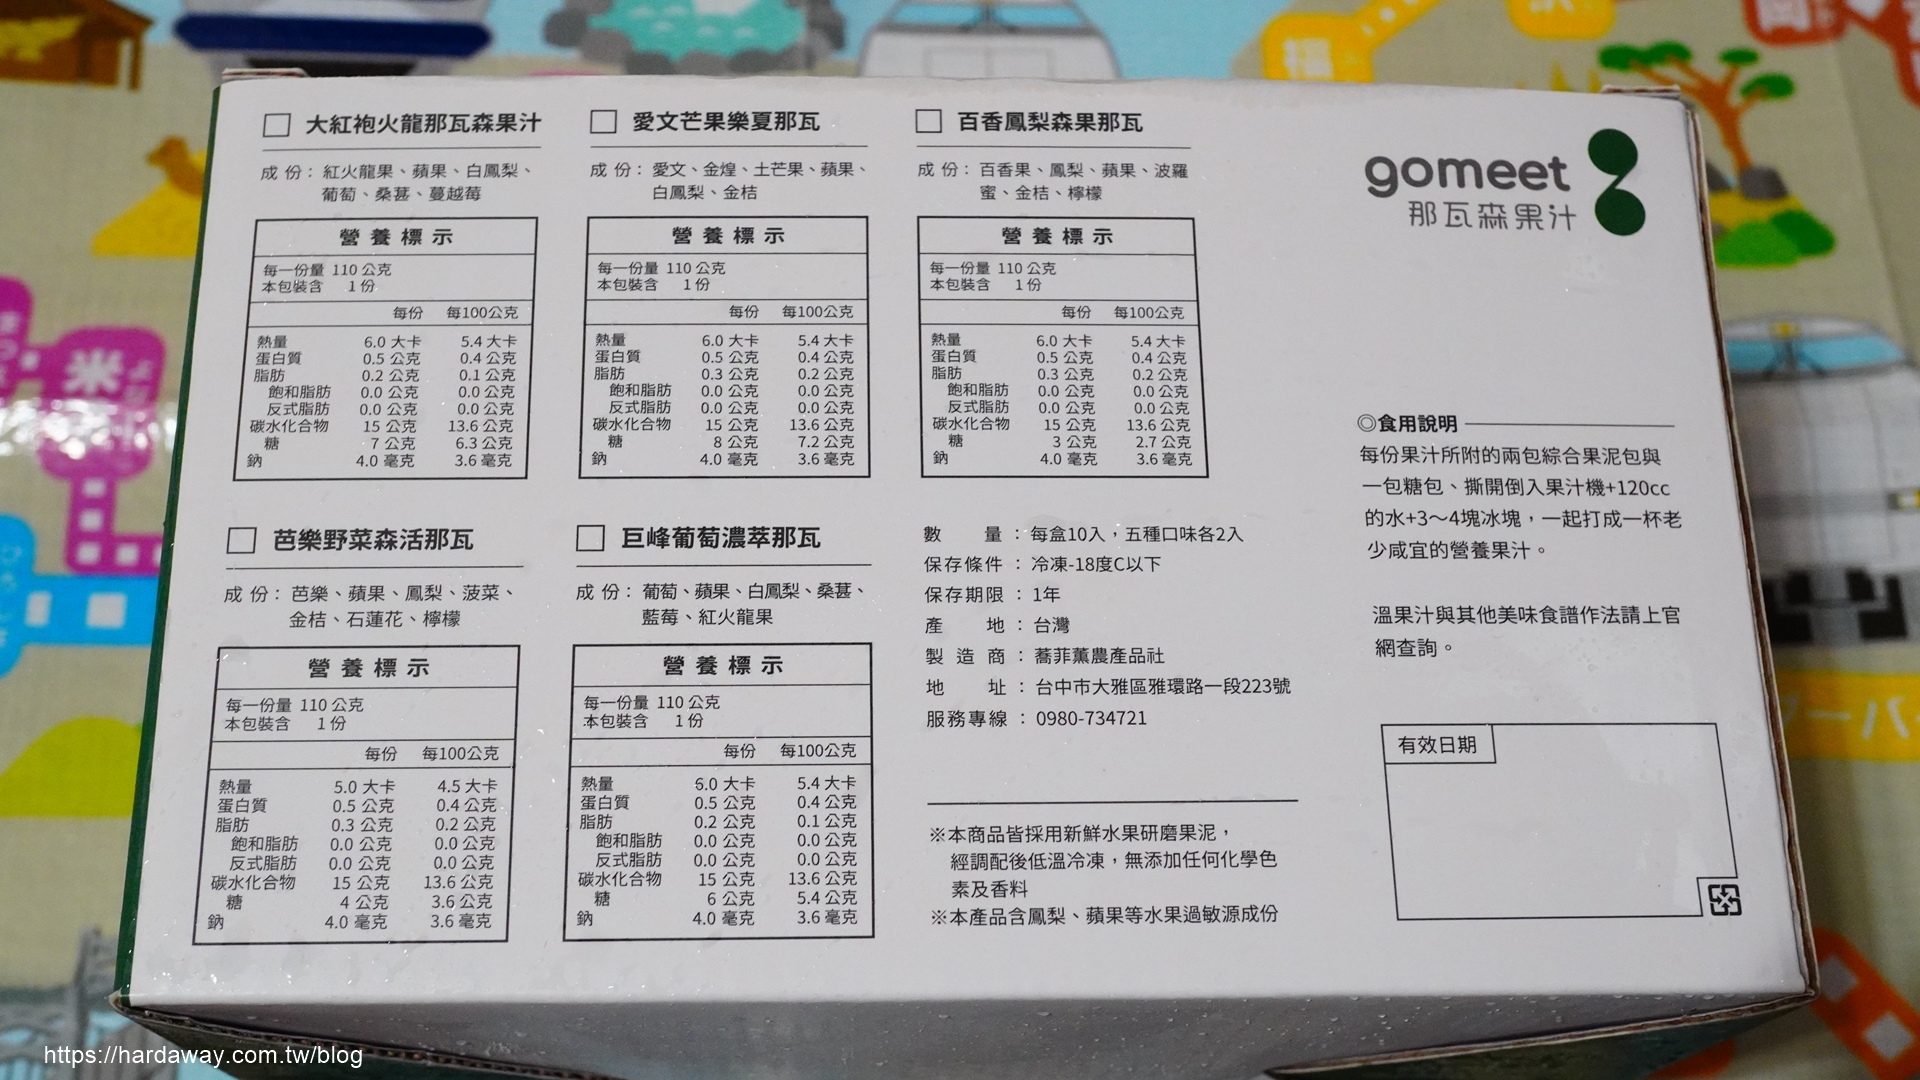 大紅袍火龍那瓦森果汁
成份：紅火龍果、蘋果、白鳳梨、
葡萄、桑葚、蔓越莓
營養標示
每一份量 110 公克
本包裝含 1 份
每份 每100公克
熱量 6.0 大卡 5.4 大卡
蛋白質 0.5 公克 0.4 公克
脂肪 0.2 公克 0.1 公克
飽和脂肪 0.0 公克 0.0 公克
反式脂肪 0.0 公克 0.0 公克
碳水化合物 15 公克 13.6 公克
糖 7 公克 6.3 公克
鈉 4.0 毫克 3.6 毫克
愛文芒果樂夏那瓦
成份：愛文、金煌、土芒果、蘋果、
白鳳梨、金桔
營養標示
每一份量 110 公克
本包裝含 1 份
每份 每100公克
熱量 6.0 大卡 5.4 大卡
蛋白質 0.5 公克 0.4 公克
脂肪 0.3 公克 0.2 公克
飽和脂肪 0.0 公克 0.0 公克
反式脂肪 0.0 公克 0.0 公克
碳水化合物 15 公克 13.6 公克
糖 8 公克 7.2 公克
鈉 4.0 毫克 3.6 毫克
百香鳳梨森果那瓦
成份：百香果、鳳梨、蘋果、波羅
蜜、金桔、檸檬
營養標示
每一份量 110 公克
本包裝含 1 份
每份 每100公克
熱量 6.0 大卡 5.4 大卡
蛋白質 0.5 公克 0.4 公克
脂肪 0.3 公克 0.2 公克
飽和脂肪 0.0 公克 0.0 公克
反式脂肪 0.0 公克 0.0 公克
碳水化合物 15 公克 13.6 公克
糖 3 公克 2.7 公克
鈉 4.0 毫克 3.6 毫克
gomeet
那瓦森果汁
◎食用說明
每份果汁所附的兩包綜合果泥包與
一包糖包、撕開倒入果汁機+120cc
的水+3～4塊冰塊，一起打成一杯老
少咸宜的營養果汁。
溫果汁與其他美味食譜作法請上官
網查詢。
芭樂野菜森活那瓦
成份：芭樂、蘋果、鳳梨、菠菜、
金桔、石蓮花、檸檬
營養標示
每一份量 110 公克
本包裝含 1 份
每份 每100公克
熱量 5.0 大卡 4.5 大卡
蛋白質 0.5 公克 0.4 公克
脂肪 0.3 公克 0.2 公克
飽和脂肪 0.0 公克 0.0 公克
反式脂肪 0.0 公克 0.0 公克
碳水化合物 15 公克 13.6 公克
糖 4 公克 3.6 公克
鈉 4.0 毫克 3.6 毫克
巨峰葡萄濃萃那瓦
成份：葡萄、蘋果、白鳳梨、桑葚、
藍莓、紅火龍果
營養標示
每一份量 110 公克
本包裝含 1 份
每份 每100公克
熱量 6.0 大卡 5.4 大卡
蛋白質 0.5 公克 0.4 公克
脂肪 0.2 公克 0.1 公克
飽和脂肪 0.0 公克 0.0 公克
反式脂肪 0.0 公克 0.0 公克
碳水化合物 15 公克 13.6 公克
糖 6 公克 5.4 公克
鈉 4.0 毫克 3.6 毫克
數量：每盒10入，五種口味各2入
保存條件：冷凍-18度C以下
保存期限：1年
產地：台灣
製造商：蕎菲薰農產品社
地址：台中市大雅區雅環路一段223號
服務專線：0980-734721
※本商品皆採用新鮮水果研磨果泥，
經調配後低溫冷凍，無添加任何化學色
素及香料
※本產品含鳳梨、蘋果等水果過敏源成份
有效日期
米
福
https://hardaway.com.tw/blog